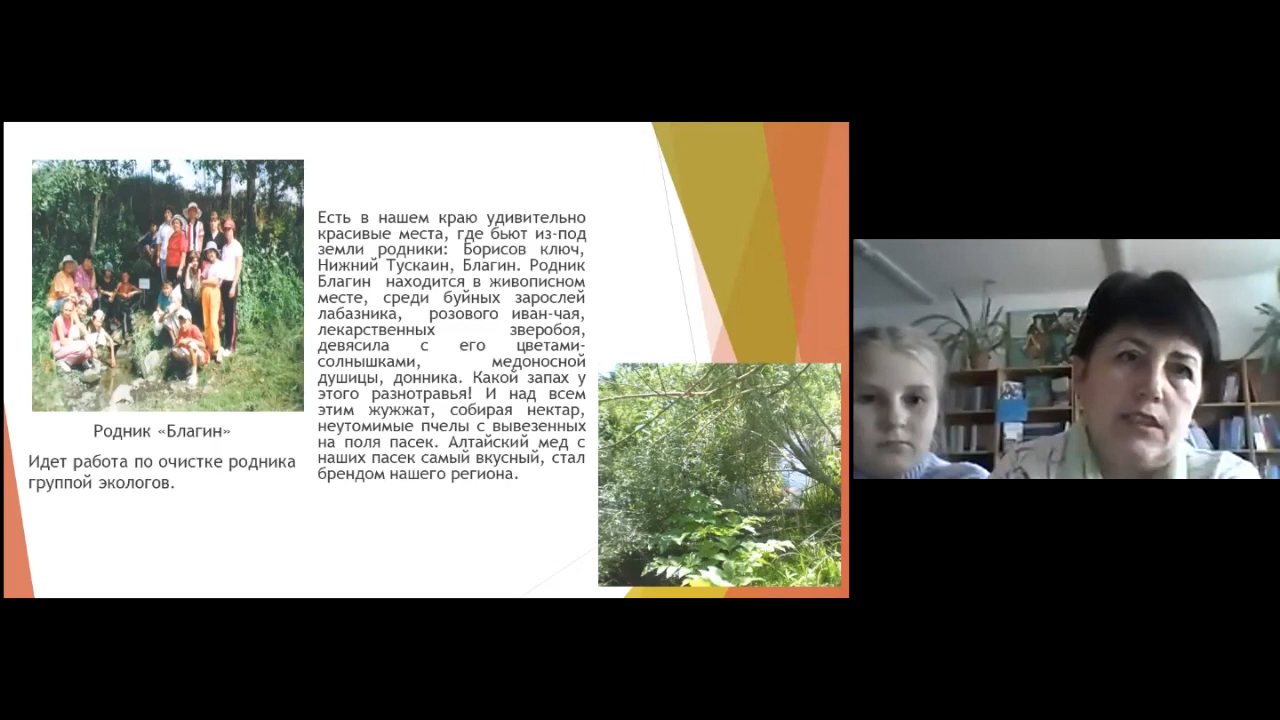 Есть в нашем краю удивительно
красивые места, где бьют из-под
земли родники: Борисов ключ,
Нижний Тускаин, Благин. Родник
Благин находится в живописном
месте, среди буйных зарослей
лабазника, розового иван-чая,
лекарственных зверобоя,
девясила с его цветами-
солнышками, медоносной
душицы, донника. Какой запах у
этого разнотравья! И над всем
этим жужжат, собирая нектар,
неутомимые пчелы с вывезенных
на поля пасек. Алтайский мед с
наших пасек самый вкусный, стал
брендом нашего региона.
Родник «Благин»
Идет работа по очистке родника
группой экологов.